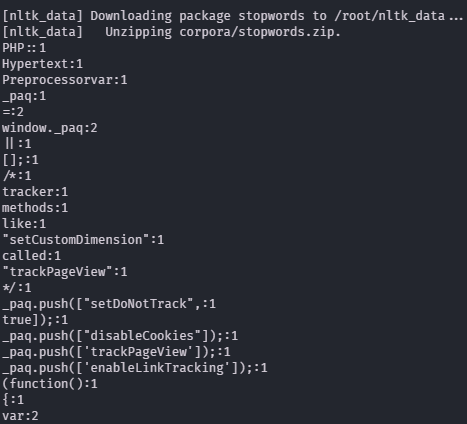 [nltk_data] Downloading package stopwords to /root/nltk_data...
[nltk_data]   Unzipping corpora/stopwords.zip.
PHP::1
Hypertext:1
Preprocessorvar:1
_paq:1
=:2
window._paq:2
||:1
[];:1
/*:1
tracker:1
methods:1
like:1
"setCustomDimension":1
called:1
"trackPageView":1
*/:1
_paq.push(["setDoNotTrack",:1
true]);:1
_paq.push(["disableCookies"]);:1
_paq.push(['trackPageView']);:1
_paq.push(['enableLinkTracking']);:1
(function():1
{:1
var:2